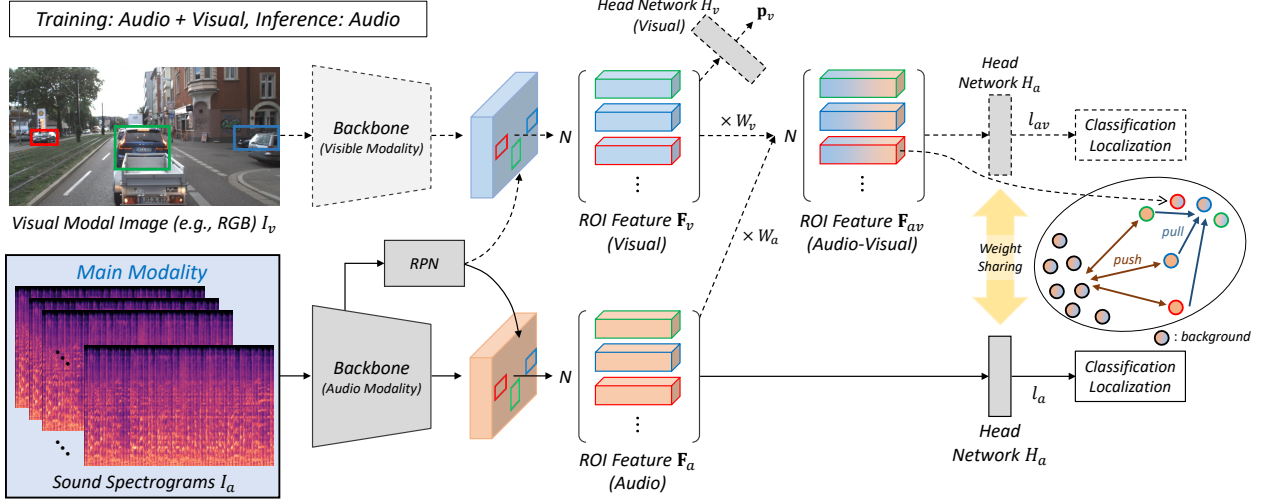 Training: Audio + Visual, Inference: Audio
Head Network H_v
(Visual)
p_v
Backbone
(Visible Modality)
N
× W_v
N
Head
Network H_a
l_av
Classification
Localization
Visual Modal Image (e.g., RGB) I_v
ROI Feature F_v
(Visual)
ROI Feature F_av
(Audio-Visual)
× W_a
Weight
Sharing
pull
push
: background
Main Modality
RPN
Backbone
(Audio Modality)
N
l_a
Classification
Localization
Head
Network H_a
ROI Feature F_a
(Audio)
Sound Spectrograms I_a